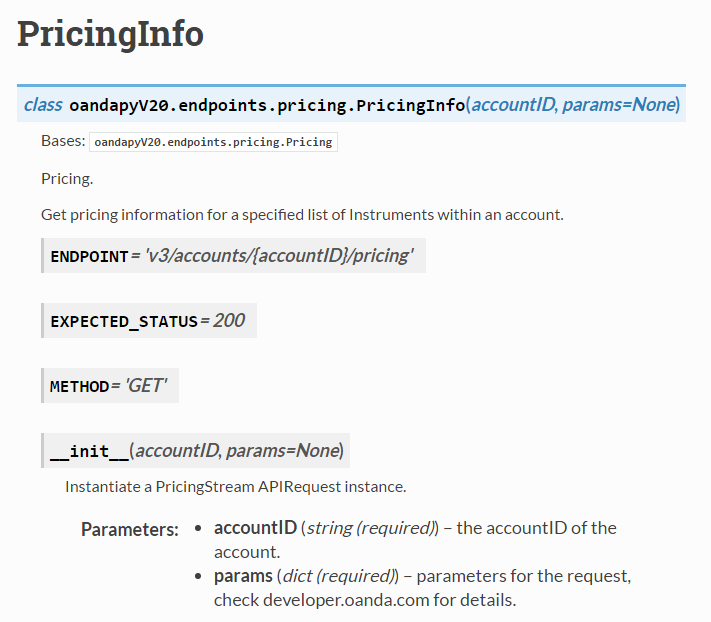 PricingInfo
class oandapyV20.endpoints.pricing.PricingInfo(accountID, params=None)
Bases: oandapyV20.endpoints.pricing.Pricing
Pricing.
Get pricing information for a specified list of Instruments within an account.
ENDPOINT= 'v3/accounts/{accountID}/pricing'
EXPECTED_STATUS= 200
METHOD= 'GET'
__init__(accountID, params=None)
Instantiate a PricingStream APIRequest instance.
Parameters: • accountID (string (required)) – the accountID of the
account.
• params (dict (required)) – parameters for the request,
check developer.oanda.com for details.